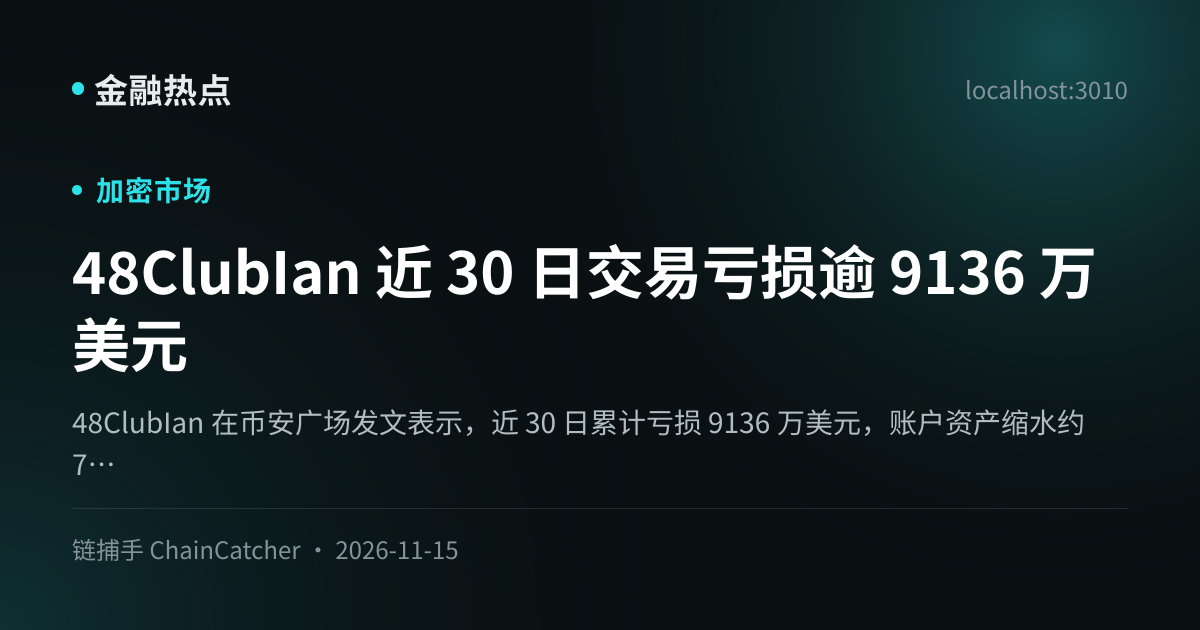 金融热点
localhost:3010
加密市场
48ClubIan 近 30 日交易亏损逾 9136 万
美元
48ClubIan 在币安广场发文表示，近 30 日累计亏损 9136 万美元，账户资产缩水约
7…
链捕手 ChainCatcher · 2026-11-15